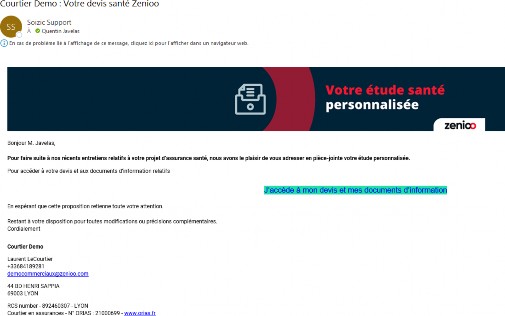 Courtier Demo : Votre devis santé Zenioo
SS
Soizic Support
A Quentin Javelas
En cas de problème lié à l'affichage de ce message, cliquez ici pour l'afficher dans un navigateur web.
Votre étude santé
personnalisée
zenioo
Bonjour M. Javelas,
Pour faire suite à nos récents entretiens relatifs à votre projet d'assurance santé, nous avons le plaisir de vous adresser en pièce-jointe votre étude personnalisée.
Pour accéder à votre devis et aux documents d'information relatifs
J'accède à mon devis et mes documents d'information
En espérant que cette proposition retienne toute votre attention.
Restant à votre disposition pour toutes modifications ou précisions complémentaires.
Cordialement
Courtier Demo
Laurent LeCourtier
+33684189281
democommerciaux@zenioo.com
44 BD HENRI SAPPIA
69003 LYON
RCS number - 892460307 - LYON
Courtier en assurances - N° ORIAS : 21000699 - www.orias.fr